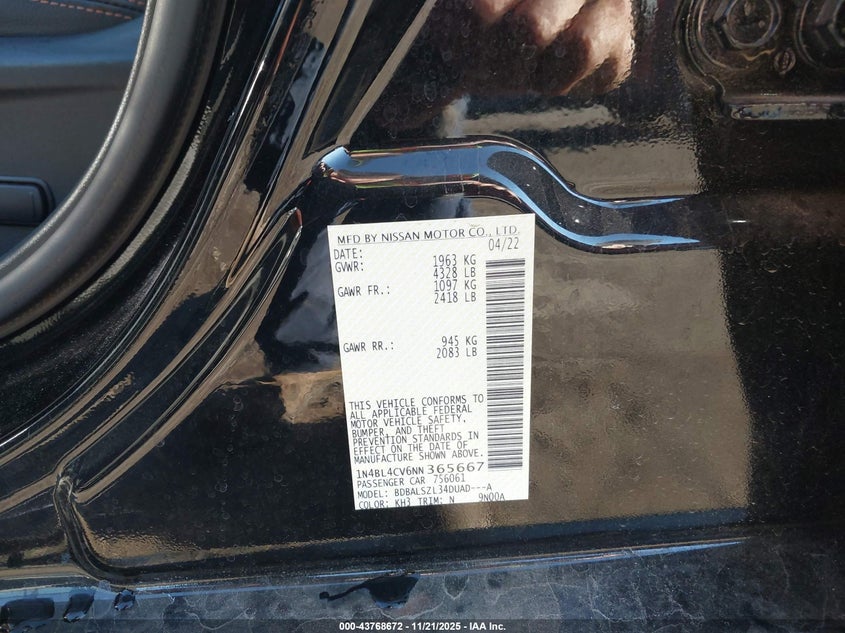 MFD BY NISSAN MOTOR CO., LTD.
DATE: 04/22
GVWR: 1963 KG
4328 LB
GAWR FR.: 1097 KG
2418 LB
GAWR RR.: 945 KG
2083 LB
THIS VEHICLE CONFORMS TO
ALL APPLICABLE FEDERAL
MOTOR VEHICLE SAFETY,
BUMPER, AND THEFT
PREVENTION STANDARDS IN
EFFECT ON THE DATE OF
MANUFACTURE SHOWN ABOVE.
1N4BL4CV6NN365667
PASSENGER CAR 756061
MODEL: BDBALSZL34DUAD---A
COLOR: KH3 TRIM: N 9N00A
000-43768672 - 11/21/2025 - IAA Inc.